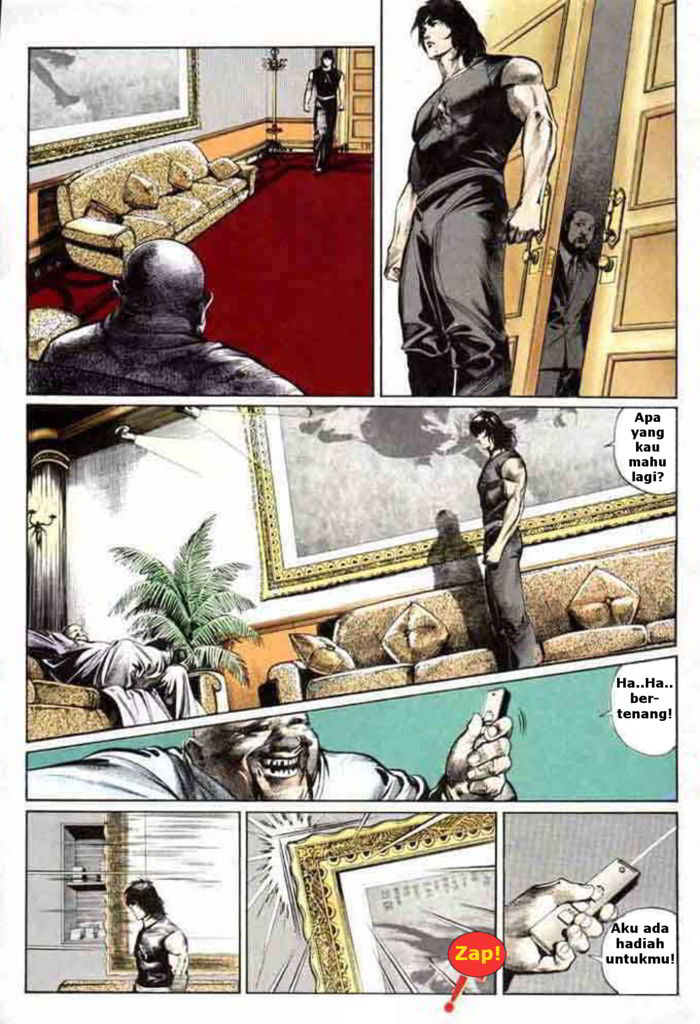 Apa
yang
kau
mahu
lagi?
Ha..Ha..
ber-
tenang!
Zap!
Aku ada
hadiah
untukmu!